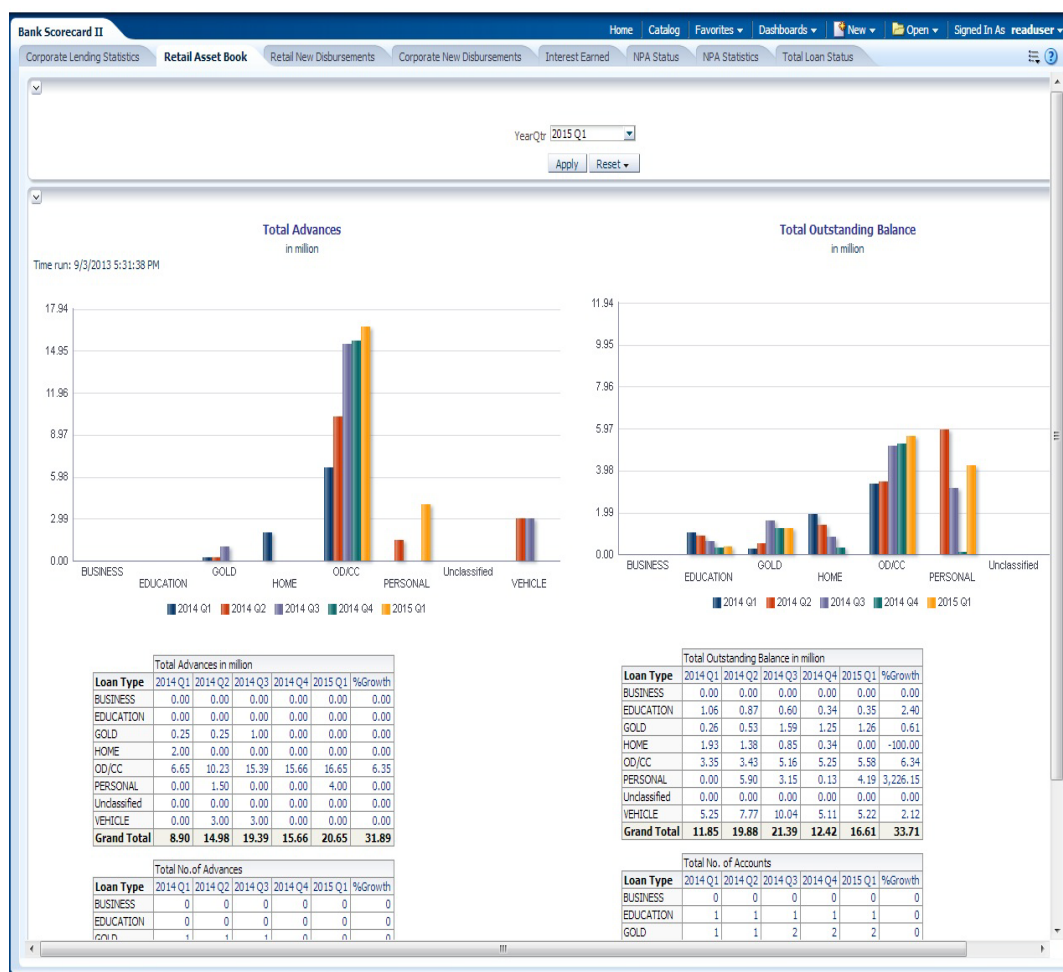 Bank Scorecard II
Home Catalog Favorites Dashboards New Open Signed In As readuser
Corporate Lending Statistics Retail Asset Book Retail New Disbursements Corporate New Disbursements Interest Earned NPA Status NPA Statistics Total Loan Status
YearQtr 2015 Q1
Apply Reset
Total Advances
in million
Time run: 9/3/2013 5:31:38 PM
17.94
14.95
11.96
8.97
5.98
2.99
0.00
BUSINESS EDUCATION GOLD HOME OD/CC PERSONAL Unclassified VEHICLE
2014 Q1 2014 Q2 2014 Q3 2014 Q4 2015 Q1
Total Outstanding Balance
in million
11.94
9.95
7.96
5.97
3.98
1.99
0.00
BUSINESS EDUCATION GOLD HOME OD/CC PERSONAL Unclassified
2014 Q1 2014 Q2 2014 Q3 2014 Q4 2015 Q1
Total Advances in million
Loan Type 2014 Q1 2014 Q2 2014 Q3 2014 Q4 2015 Q1 %Growth
BUSINESS 0.00 0.00 0.00 0.00 0.00 0.00
EDUCATION 0.00 0.00 0.00 0.00 0.00 0.00
GOLD 0.25 0.25 1.00 0.00 0.00 0.00
HOME 2.00 0.00 0.00 0.00 0.00 0.00
OD/CC 6.65 10.23 15.39 15.66 16.65 6.35
PERSONAL 0.00 1.50 0.00 0.00 4.00 0.00
Unclassified 0.00 0.00 0.00 0.00 0.00 0.00
VEHICLE 0.00 3.00 3.00 0.00 0.00 0.00
Grand Total 8.90 14.98 19.39 15.66 20.65 31.89
Total Outstanding Balance in million
Loan Type 2014 Q1 2014 Q2 2014 Q3 2014 Q4 2015 Q1 %Growth
BUSINESS 0.00 0.00 0.00 0.00 0.00 0.00
EDUCATION 1.06 0.87 0.60 0.34 0.35 2.40
GOLD 0.26 0.53 1.59 1.25 1.26 0.61
HOME 1.93 1.38 0.85 0.34 0.00 -100.00
OD/CC 3.35 3.43 5.16 5.25 5.58 6.34
PERSONAL 0.00 5.90 3.15 0.13 4.19 3,226.15
Unclassified 0.00 0.00 0.00 0.00 0.00 0.00
VEHICLE 5.25 7.77 10.04 5.11 5.22 2.12
Grand Total 11.85 19.88 21.39 12.42 16.61 33.71
Total No.of Advances
Loan Type 2014 Q1 2014 Q2 2014 Q3 2014 Q4 2015 Q1 %Growth
BUSINESS 0 0 0 0 0 0
EDUCATION 0 0 0 0 0 0
GOLD 1 1 1 0 0 0
Total No. of Accounts
Loan Type 2014 Q1 2014 Q2 2014 Q3 2014 Q4 2015 Q1 %Growth
BUSINESS 0 0 0 0 0 0
EDUCATION 1 1 1 1 1 0
GOLD 1 1 2 2 2 0